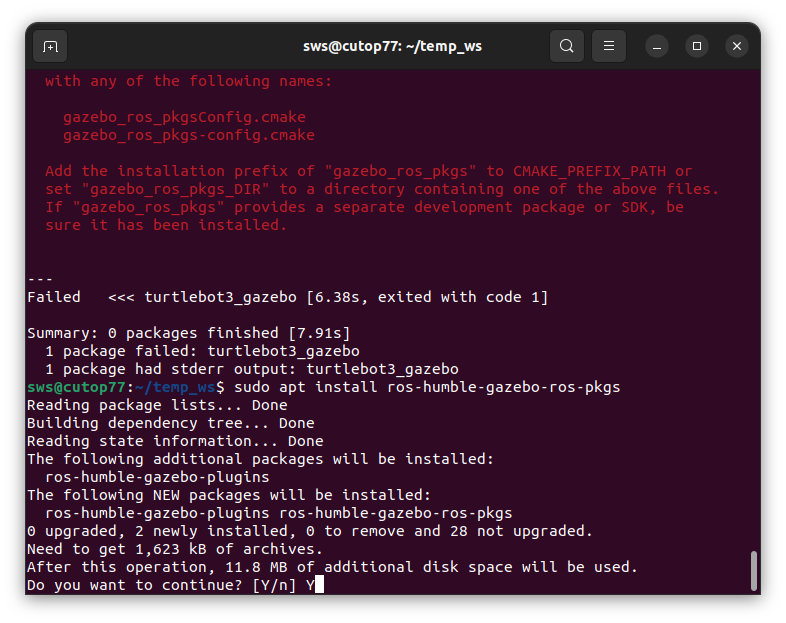 sws@cutop77: ~/temp_ws
with any of the following names:
gazebo_ros_pkgsConfig.cmake
gazebo_ros_pkgs-config.cmake
Add the installation prefix of "gazebo_ros_pkgs" to CMAKE_PREFIX_PATH or
set "gazebo_ros_pkgs_DIR" to a directory containing one of the above files.
If "gazebo_ros_pkgs" provides a separate development package or SDK, be
sure it has been installed.
---
Failed   <<< turtlebot3_gazebo [6.38s, exited with code 1]
Summary: 0 packages finished [7.91s]
1 package failed: turtlebot3_gazebo
1 package had stderr output: turtlebot3_gazebo
sws@cutop77:~/temp_ws$ sudo apt install ros-humble-gazebo-ros-pkgs
Reading package lists... Done
Building dependency tree... Done
Reading state information... Done
The following additional packages will be installed:
ros-humble-gazebo-plugins
The following NEW packages will be installed:
ros-humble-gazebo-plugins ros-humble-gazebo-ros-pkgs
0 upgraded, 2 newly installed, 0 to remove and 28 not upgraded.
Need to get 1,623 kB of archives.
After this operation, 11.8 MB of additional disk space will be used.
Do you want to continue? [Y/n] Y